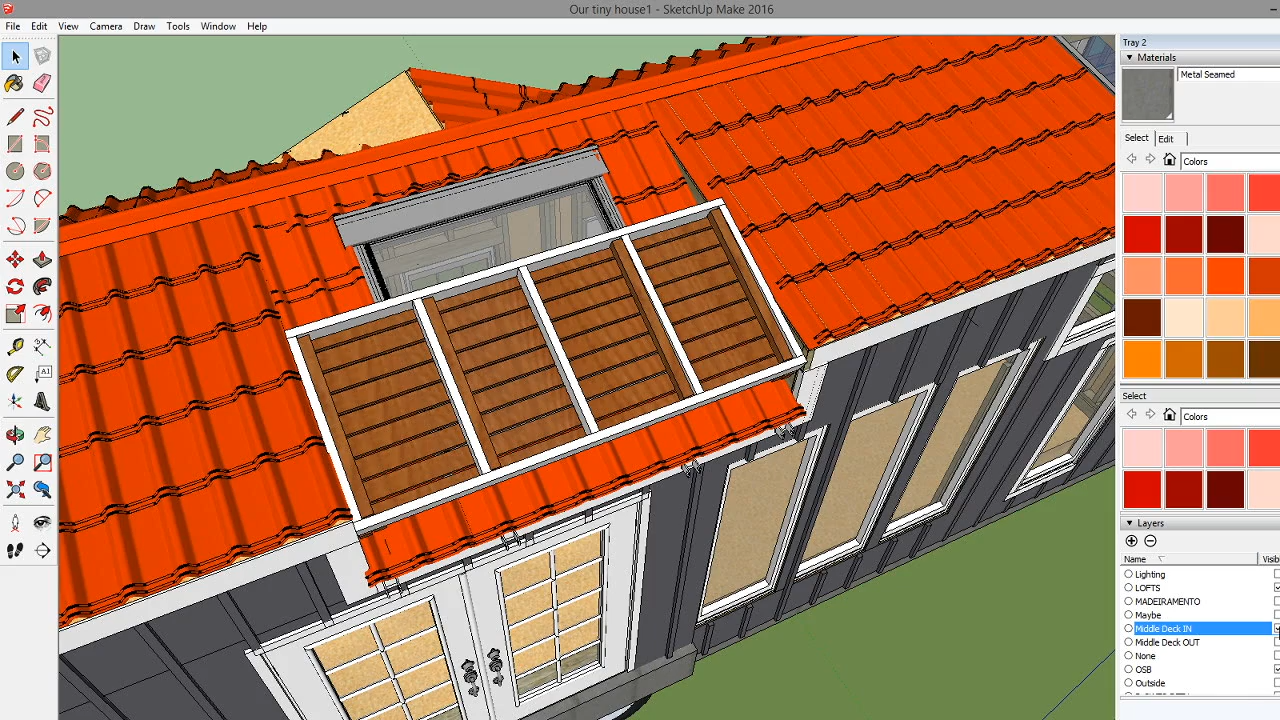 Our tiny house1 - SketchUp Make 2016
File Edit View Camera Draw Tools Window Help
Tray 2
Materials
Metal Seamed
Select Edit
Colors
A1
Select
Colors
Layers
Name
Lighting
LOFTS
MADEIRAMENTO
Maybe
Middle Deck IN
Middle Deck OUT
None
OSB
Outside